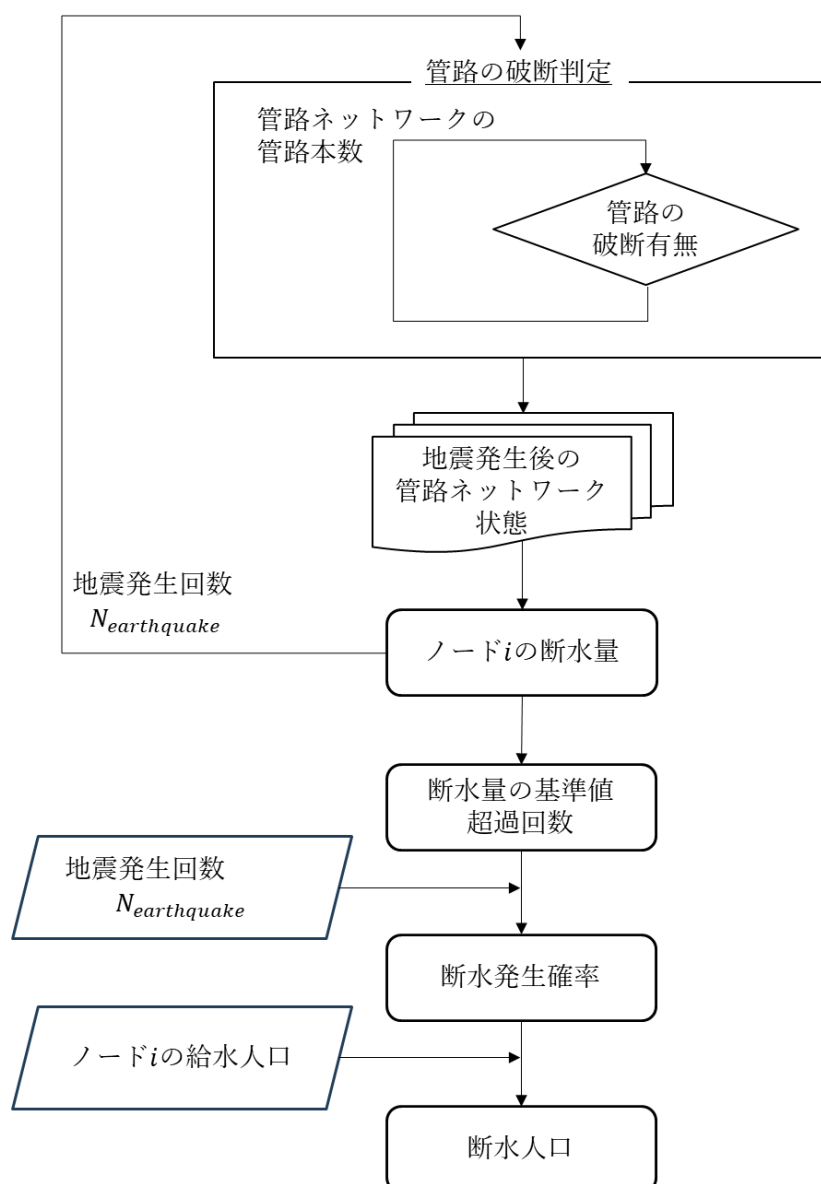 管路の破断判定
管路ネットワークの
管路本数
管路の
破断有無
地震発生後の
管路ネットワーク
状態
地震発生回数
N_{earthquake}
ノードiの断水量
断水量の基準値
超過回数
地震発生回数
N_{earthquake}
断水発生確率
ノードiの給水人口
断水人口